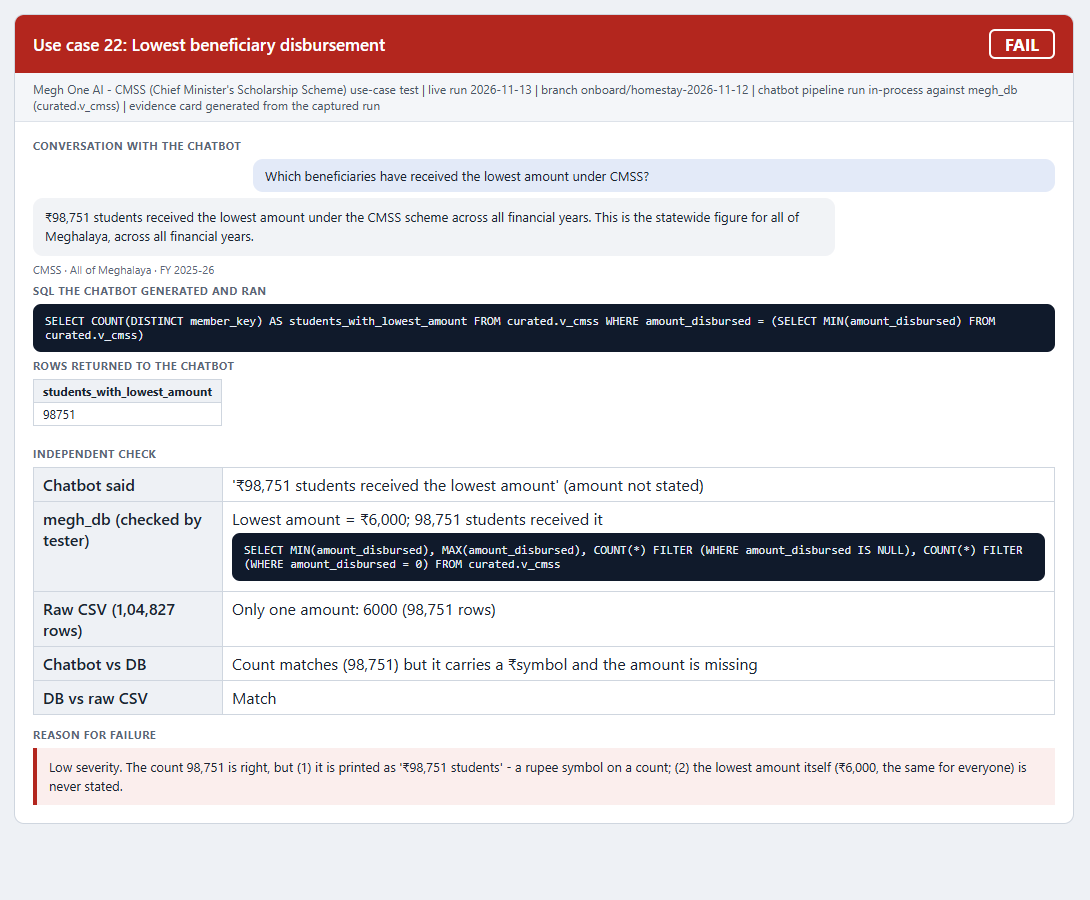 Use case 22: Lowest beneficiary disbursement
FAIL
Megh One AI - CMSS (Chief Minister's Scholarship Scheme) use-case test | live run 2026-11-13 | branch onboard/homestay-2026-11-12 | chatbot pipeline run in-process against megh_db
(curated.v_cmss) | evidence card generated from the captured run
CONVERSATION WITH THE CHATBOT
Which beneficiaries have received the lowest amount under CMSS?
₹98,751 students received the lowest amount under the CMSS scheme across all financial years. This is the statewide figure for all of
Meghalaya, across all financial years.
CMSS · All of Meghalaya · FY 2025-26
SQL THE CHATBOT GENERATED AND RAN
SELECT COUNT(DISTINCT member_key) AS students_with_lowest_amount FROM curated.v_cmss WHERE amount_disbursed = (SELECT MIN(amount_disbursed) FROM
curated.v_cmss)
ROWS RETURNED TO THE CHATBOT
students_with_lowest_amount
98751
INDEPENDENT CHECK
Chatbot said
'₹98,751 students received the lowest amount' (amount not stated)
megh_db (checked by
tester)
Lowest amount = ₹6,000; 98,751 students received it
SELECT MIN(amount_disbursed), MAX(amount_disbursed), COUNT(*) FILTER (WHERE amount_disbursed IS NULL), COUNT(*) FILTER
(WHERE amount_disbursed = 0) FROM curated.v_cmss
Raw CSV (1,04,827
rows)
Only one amount: 6000 (98,751 rows)
Chatbot vs DB
Count matches (98,751) but it carries a ₹symbol and the amount is missing
DB vs raw CSV
Match
REASON FOR FAILURE
Low severity. The count 98,751 is right, but (1) it is printed as '₹98,751 students' - a rupee symbol on a count; (2) the lowest amount itself (₹6,000, the same for everyone) is
never stated.